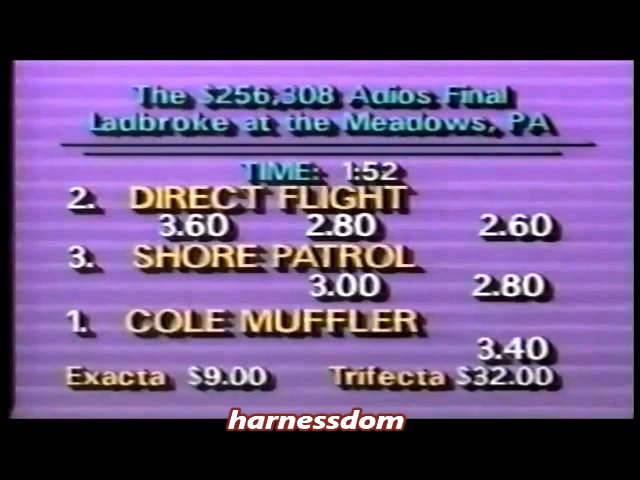 The $256,308 Adios Final
Ladbroke at the Meadows, PA
TIME: 1:52
2. DIRECT FLIGHT
3.60 2.80 2.60
3. SHORE PATROL
3.00 2.80
1. COLE MUFFLER
3.40
Exacta $9.00 Trifecta $32.00
harnessdom